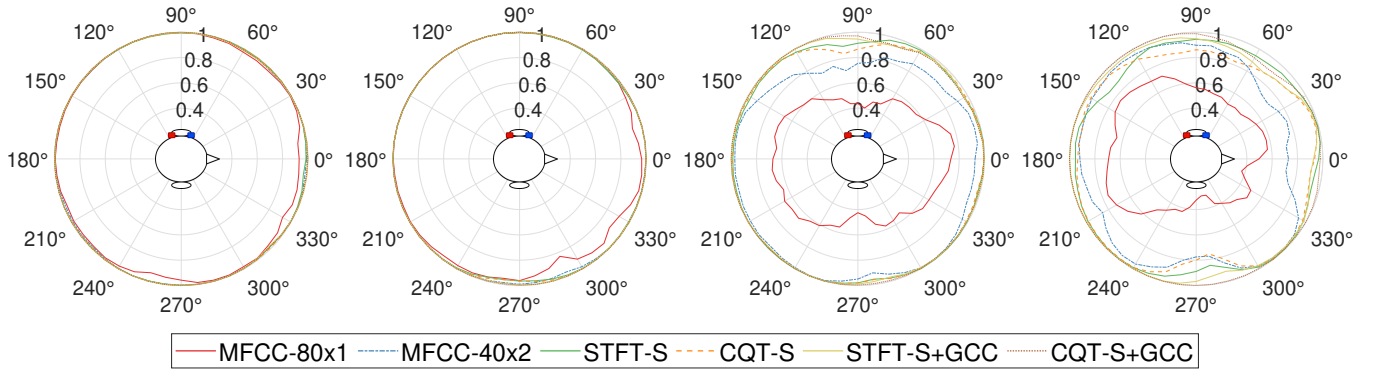 90° 90° 90° 90°
120° 1 60° 120° 1 60° 120° 1 60° 120° 1 60°
0.8 0.8 0.8 0.8
150° 0.6 30° 150° 0.6 30° 150° 0.6 30° 150° 0.6 30°
0.4 0.4 0.4 0.4
180° 0° 180° 0° 180° 0° 180° 0°
210° 330° 210° 330° 210° 330° 210° 330°
240° 300° 240° 300° 240° 300° 240° 300°
270° 270° 270° 270°
MFCC-80x1 MFCC-40x2 STFT-S CQT-S STFT-S+GCC CQT-S+GCC